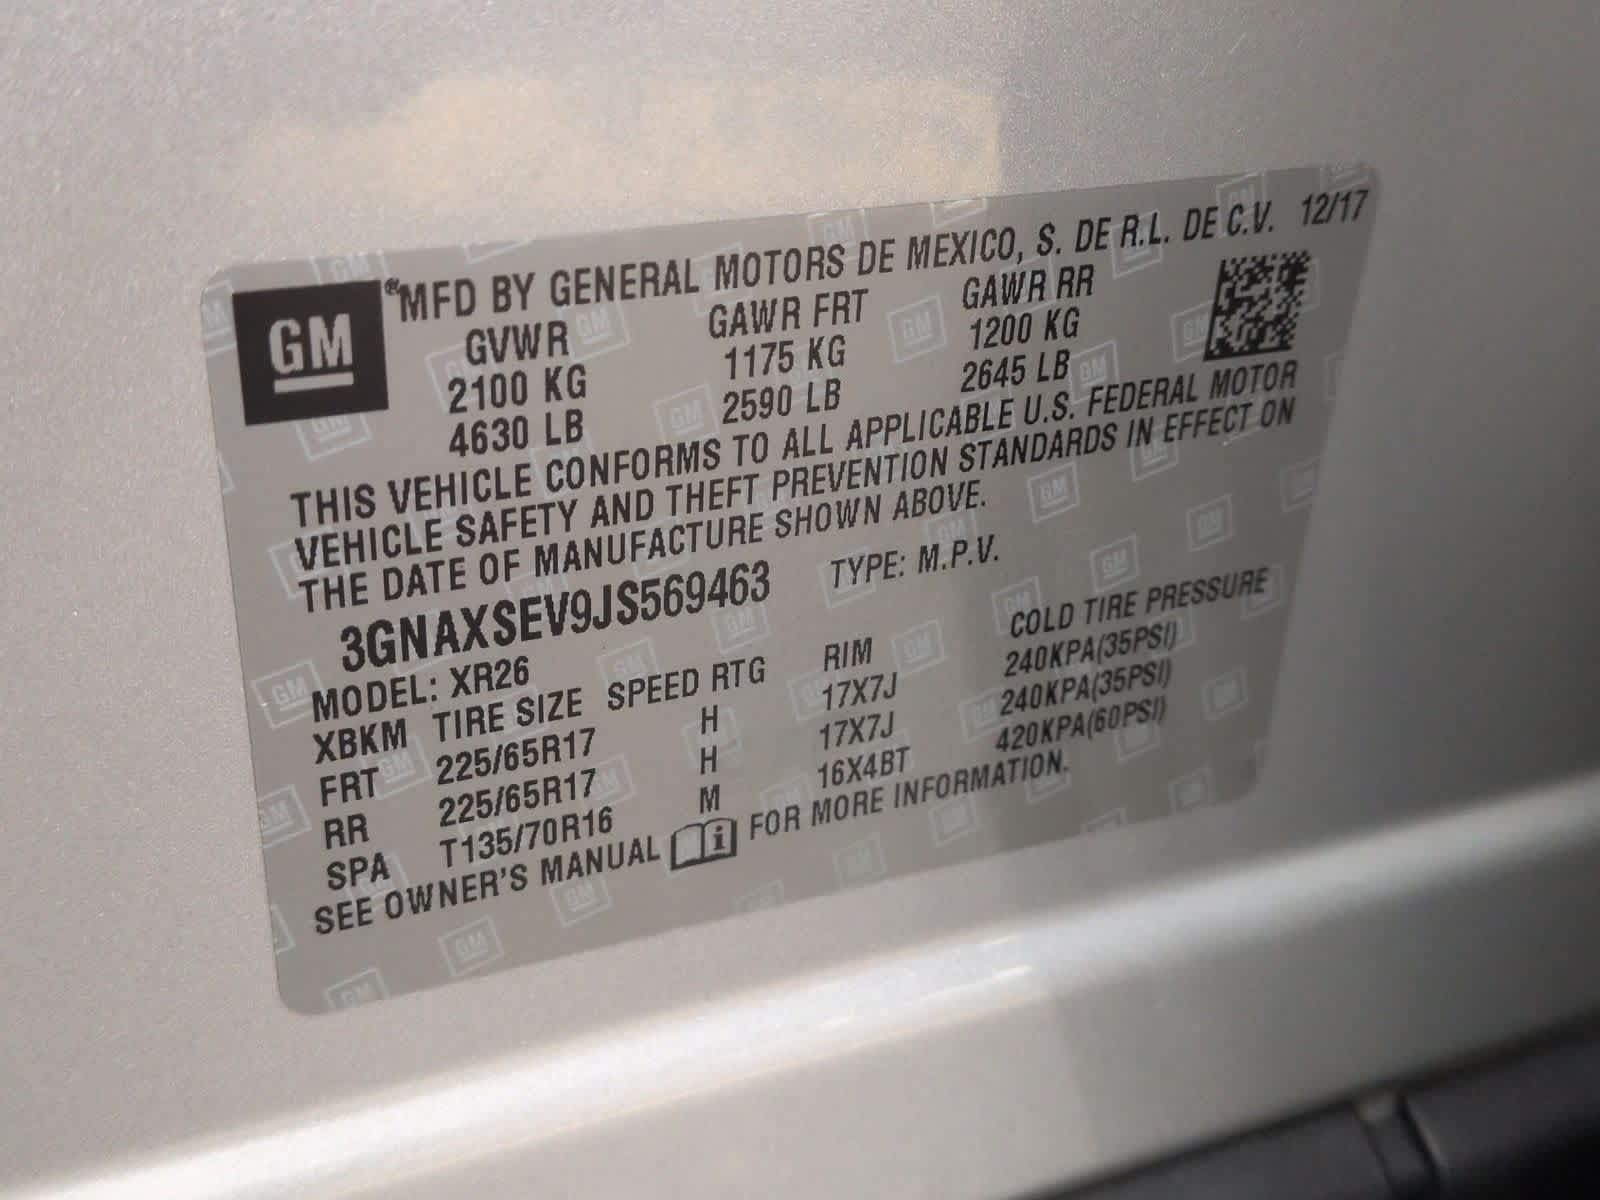 GM
®MFD BY GENERAL MOTORS DE MEXICO, S. DE R.L. DE C.V. 12/17
GVWR GAWR FRT GAWR RR
2100 KG 1175 KG 1200 KG
4630 LB 2590 LB 2645 LB
THIS VEHICLE CONFORMS TO ALL APPLICABLE U.S. FEDERAL MOTOR
VEHICLE SAFETY AND THEFT PREVENTION STANDARDS IN EFFECT ON
THE DATE OF MANUFACTURE SHOWN ABOVE.
3GNAXSEV9JS569463 TYPE: M.P.V.
MODEL: XR26
XBKM TIRE SIZE SPEED RTG RIM COLD TIRE PRESSURE
FRT 225/65R17 H 17X7J 240KPA(35PSI)
RR 225/65R17 H 17X7J 240KPA(35PSI)
SPA T135/70R16 M 16X4BT 420KPA(60PSI)
SEE OWNER'S MANUAL i FOR MORE INFORMATION.